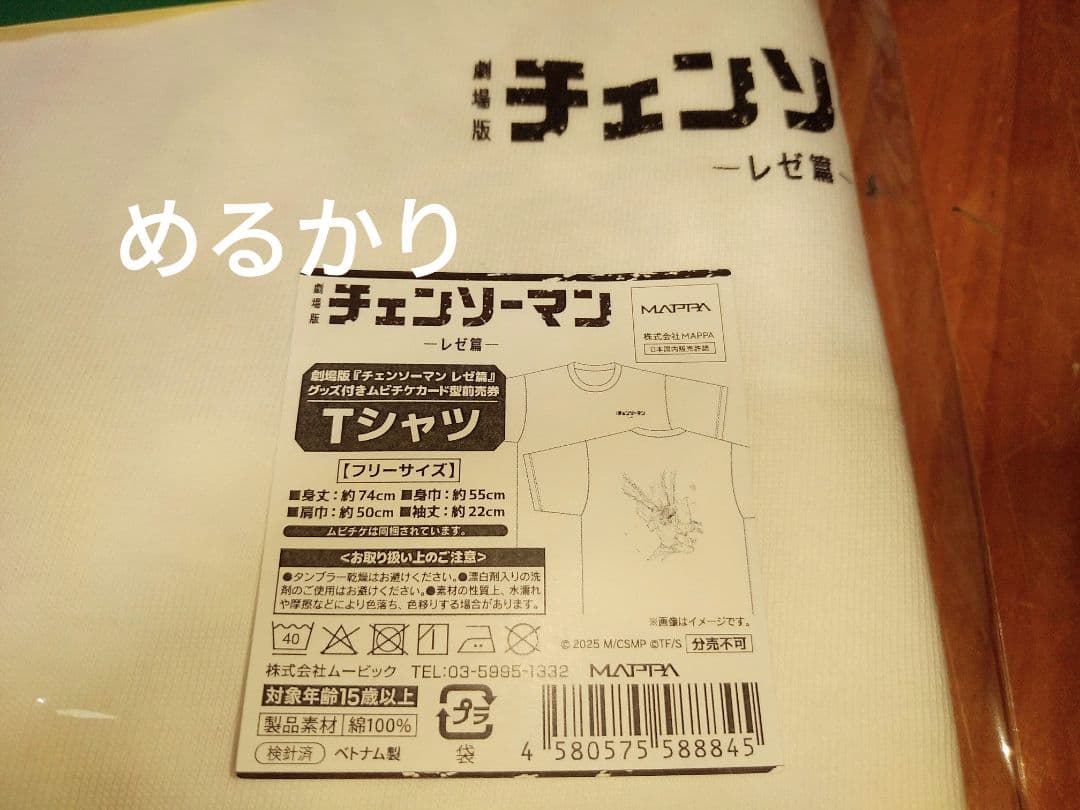 劇場版
チェンソ
―レゼ篇―
めるかり
劇場版 チェンソーマン
―レゼ篇―
MAPPA
株式会社MAPPA
日本国内販売許諾
劇場版『チェンソーマン レゼ篇』
グッズ付きムビチケカード型前売券
Tシャツ
チェンソーマン
【フリーサイズ】
■身丈：約74cm ■身巾：約55cm
■肩巾：約50cm ■袖丈：約22cm
ムビチケは同梱されています。
<お取り扱い上のご注意>
●タンブラー乾燥はお避けください。●漂白剤入りの洗
剤のご使用はお避けください。●素材の性質上、水濡れ
や摩擦などにより色落ち、色移りする場合があります。
※画像はイメージです。
40
©2025 M/CSMP ©TF/S 分売不可
株式会社ムービック TEL:03-5995-1332 MAPPA
対象年齢15歳以上
製品素材 綿100%
検針済 ベトナム製
プラ
袋
4 580575 588845